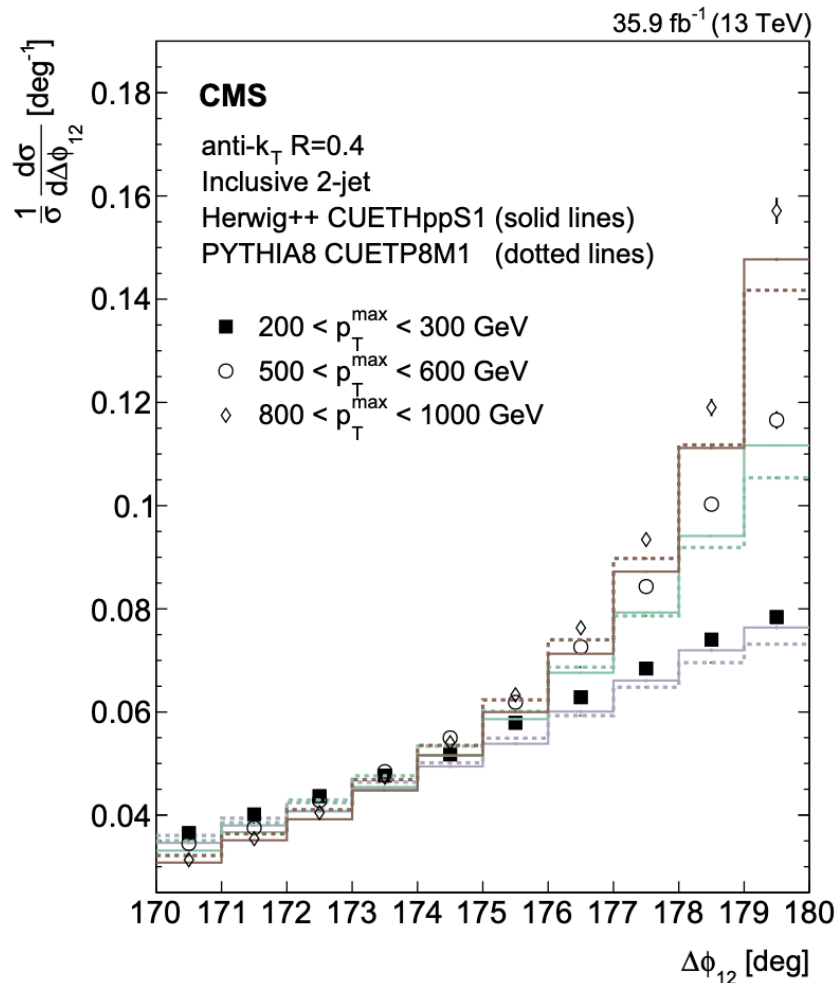 35.9 fb⁻¹ (13 TeV)
1/σ dσ/dΔϕ₁₂ [deg⁻¹]
CMS
anti-k_T R=0.4
Inclusive 2-jet
Herwig++ CUETHppS1 (solid lines)
PYTHIA8 CUETP8M1 (dotted lines)
200 < p_T^max < 300 GeV
500 < p_T^max < 600 GeV
800 < p_T^max < 1000 GeV
0.18
0.16
0.14
0.12
0.1
0.08
0.06
0.04
170 171 172 173 174 175 176 177 178 179 180
Δϕ₁₂ [deg]